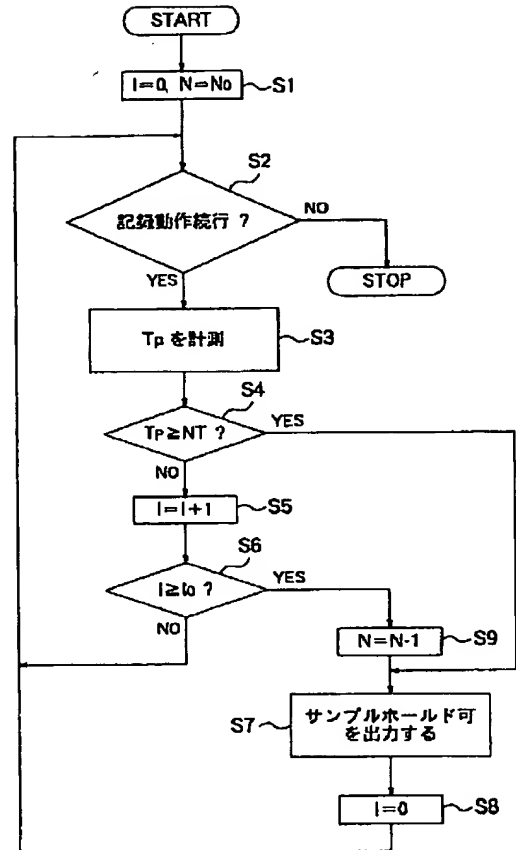 START
I=0, N=No
S1
S2
記録動作続行 ?
NO
YES
STOP
Tp を計測
S3
S4
TP≧NT ?
YES
NO
I=I+1
S5
S6
I≧Io ?
YES
NO
N=N-1
S9
サンプルホールド可
を出力する
S7
I=0
S8